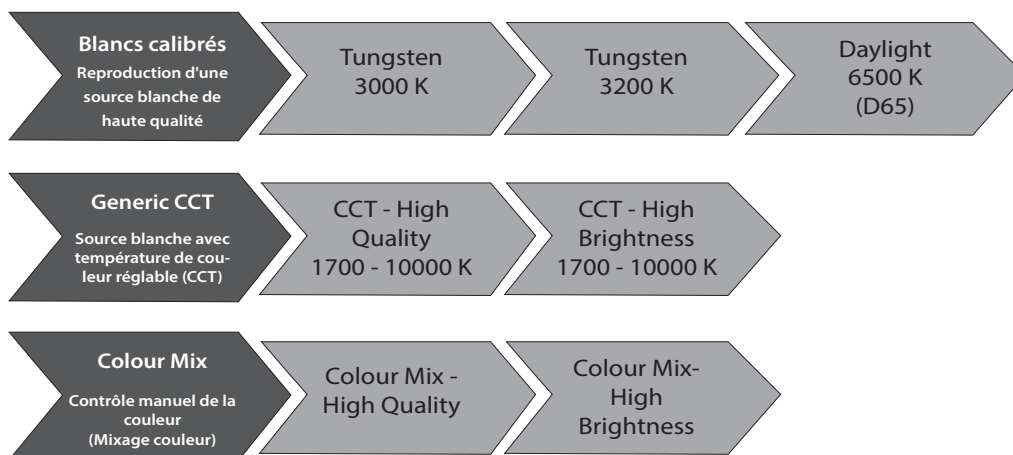 Blancs calibrés
Reproduction d'une
source blanche de
haute qualité
Tungsten
3000 K
Tungsten
3200 K
Daylight
6500 K
(D65)
Generic CCT
Source blanche avec
température de cou-
leur réglable (CCT)
CCT - High
Quality
1700 - 10000 K
CCT - High
Brightness
1700 - 10000 K
Colour Mix
Contrôle manuel de la
couleur
(Mixage couleur)
Colour Mix -
High Quality
Colour Mix-
High
Brightness